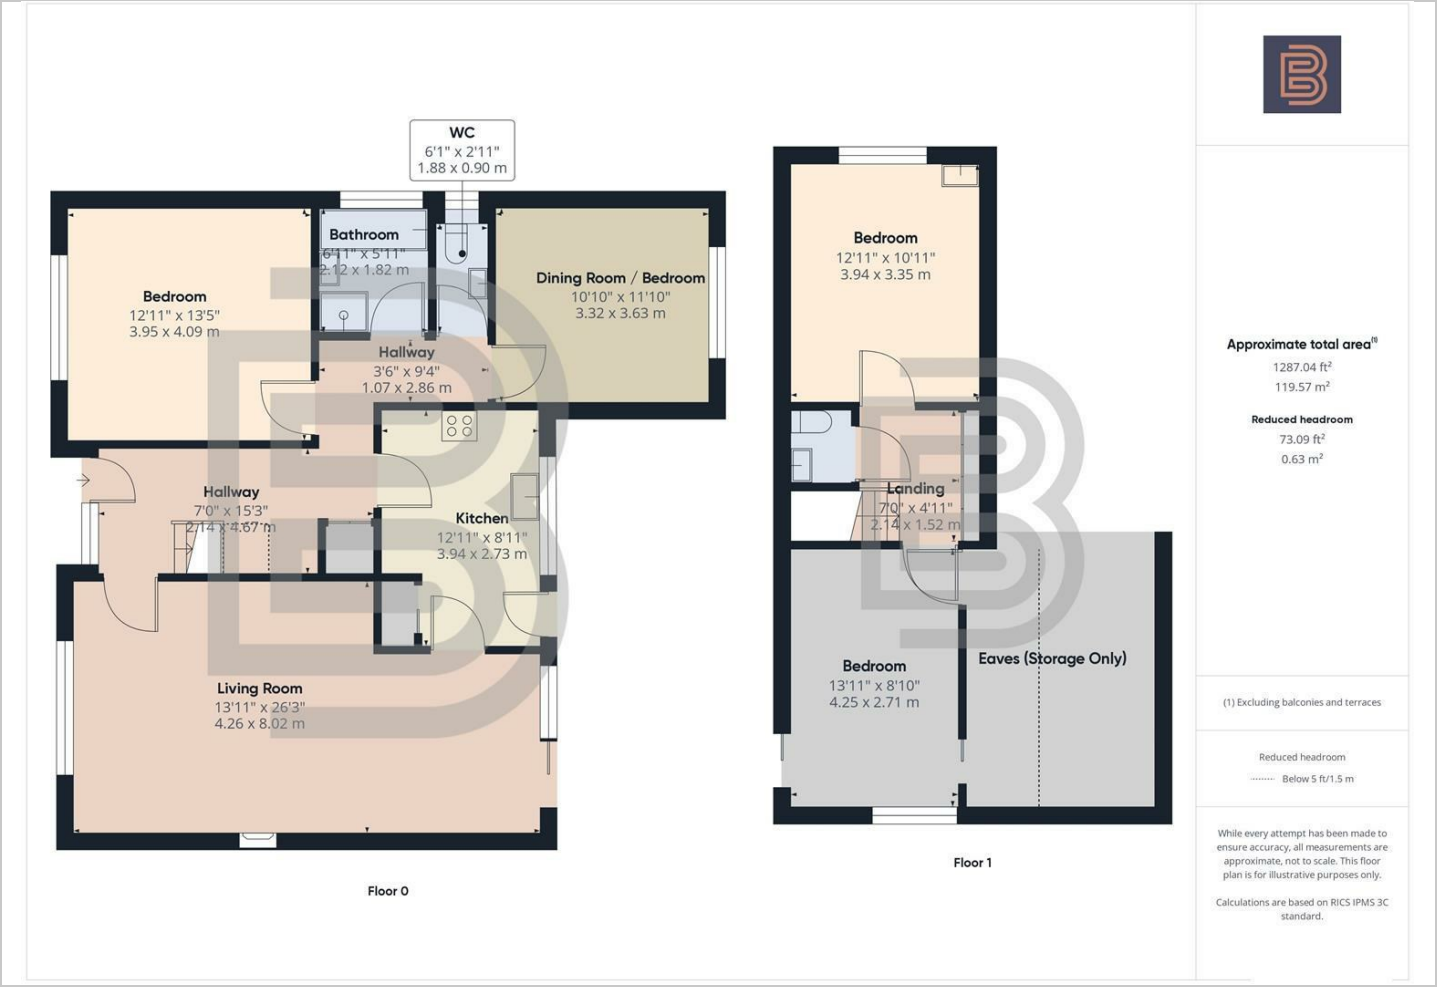 WC
6'1" x 2'11"
1.88 x 0.90 m
Bathroom
6'11" x 5'11"
2.12 x 1.82 m
Bedroom
12'11" x 13'5"
3.95 x 4.09 m
Dining Room / Bedroom
10'10" x 11'10"
3.32 x 3.63 m
Hallway
3'6" x 9'4"
1.07 x 2.86 m
Hallway
7'0" x 15'3"
2.14 x 4.67 m
Kitchen
12'11" x 8'11"
3.94 x 2.73 m
Living Room
13'11" x 26'3"
4.26 x 8.02 m
Floor 0
Bedroom
12'11" x 10'11"
3.94 x 3.35 m
Landing
7'0" x 4'11"
2.14 x 1.52 m
Bedroom
13'11" x 8'10"
4.25 x 2.71 m
Eaves (Storage Only)
Floor 1
B
Approximate total area(1)
1287.04 ft²
119.57 m²
Reduced headroom
73.09 ft²
0.63 m²
(1) Excluding balconies and terraces
Reduced headroom
Below 5 ft/1.5 m
While every attempt has been made to
ensure accuracy, all measurements are
approximate, not to scale. This floor
plan is for illustrative purposes only.
Calculations are based on RICS IPMS 3C
standard.